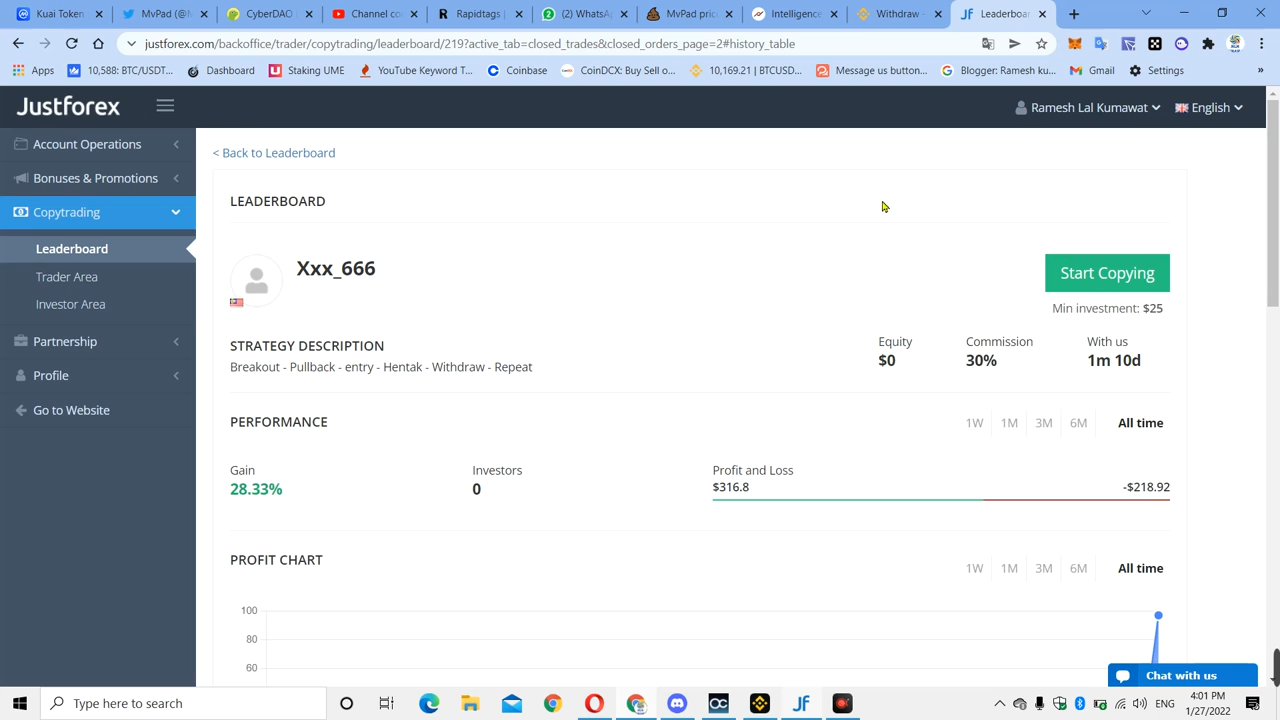 MvPad/@M
Channel co
Rapidtags -
(2) WhatsA
MvPad pric
Intelligence
Withdraw -
JF Leaderboar
justforex.com/backoffice/trader/copytrading/leaderboard/219?active_tab=closed_trades&closed_orders_page=2#history_table
Apps
10,588: BTC/USDT...
Dashboard
Staking UME
YouTube Keyword T...
Coinbase
CoinDCX: Buy Sell o...
10,169.21 | BTCUSD...
Message us button...
Blogger: Ramesh ku...
Gmail
Settings
»
Justforex
Ramesh Lal Kumawat
English
Account Operations
Bonuses & Promotions
Copytrading
Leaderboard
Trader Area
Investor Area
Partnership
Profile
Go to Website
< Back to Leaderboard
LEADERBOARD
Xxx_666
Start Copying
Min investment: $25
STRATEGY DESCRIPTION
Breakout - Pullback - entry - Hentak - Withdraw - Repeat
Equity Commission With us
$0 30% 1m 10d
PERFORMANCE
1W 1M 3M 6M All time
Gain Investors Profit and Loss
28.33% 0 $316.8 -$218.92
PROFIT CHART
1W 1M 3M 6M All time
100
80
60
Chat with us
Type here to search
JF
ENG
4:01 PM
1/27/2022